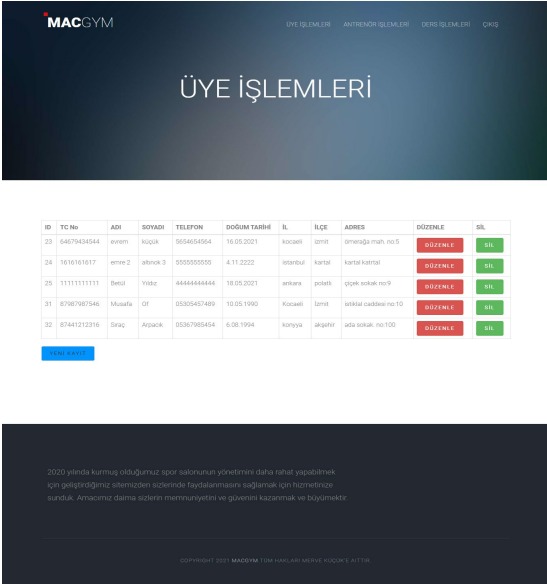 MACGYM
ÜYE İŞLEMLERİ ANTRENÖR İŞLEMLERİ DERS İŞLEMLERİ ÇIKIŞ
ÜYE İŞLEMLERİ
ID TC No ADI SOYADI TELEFON DOĞUM TARİHİ İL İLÇE ADRES DÜZENLE SİL
23 64679434544 evrem küçük 5654654564 16.05.2021 kocaeli izmit ömerağa mah. no:5 DÜZENLE SİL
24 1616161617 emre 2 altınok 3 5555555555 4.11.2222 istanbul kartal kartal kartal DÜZENLE SİL
25 11111111111 Betül Yıldız 44444444444 18.05.2021 ankara polatlı çiçek sokak no:9 DÜZENLE SİL
31 87987987546 Musafa Of 05305457489 10.05.1990 Kocaeli İzmit istiklal caddesi no:10 DÜZENLE SİL
32 87441212316 Siraç Arpacık 05367985454 6.08.1994 konyya akşehir ada sokak. no:100 DÜZENLE SİL
YENİ KAYIT
2020 yılında kurmuş olduğumuz spor salonunun yönetimini daha rahat yapabilmek
için geliştirdiğimiz sitemizden sizlerinde faydalanmasını sağlamak için hizmetinize
sunduk. Amacımız daima sizlerin memnuniyetini ve güvenini kazanmak ve büyümektir
COPYRIGHT 2021 MACGYM TÜM HAKLARI MERVE KOÇOK'E AİTTİR.